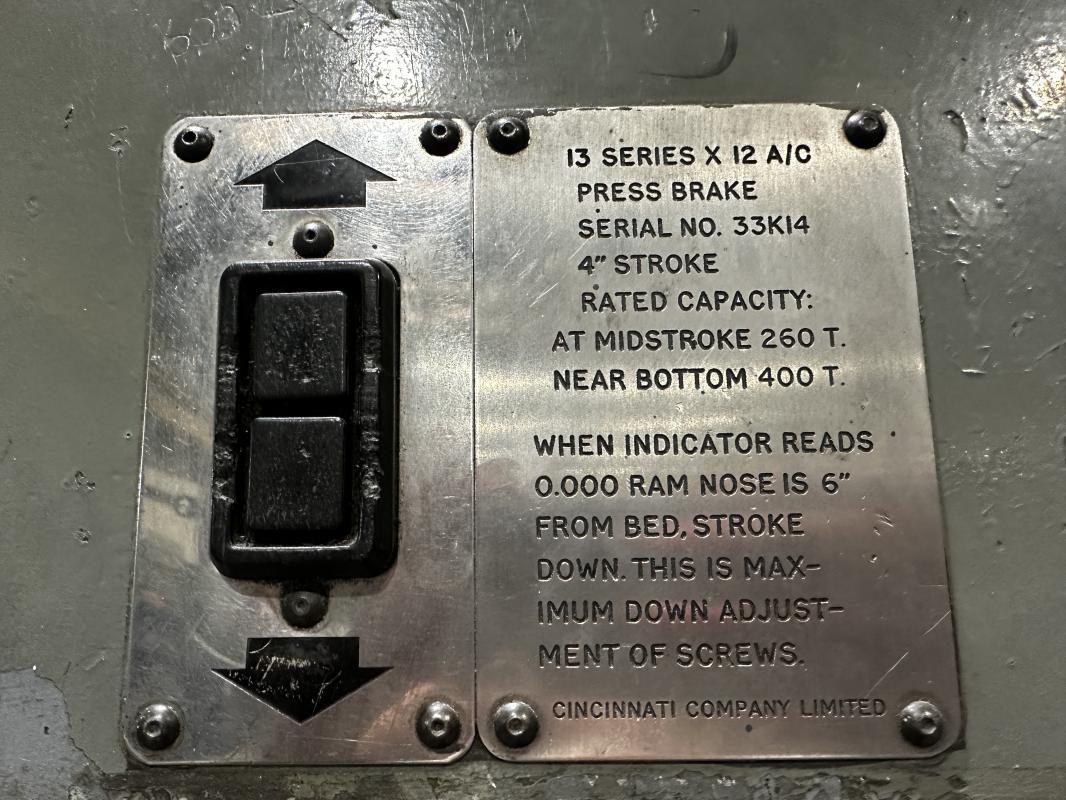 13 SERIES X 12 A/C
PRESS BRAKE
SERIAL NO. 33K14
4" STROKE
RATED CAPACITY:
AT MIDSTROKE 260 T.
NEAR BOTTOM 400 T.
WHEN INDICATOR READS
0.000 RAM NOSE IS 6"
FROM BED, STROKE
DOWN. THIS IS MAX-
IMUM DOWN ADJUST-
MENT OF SCREWS.
CINCINNATI COMPANY LIMITED